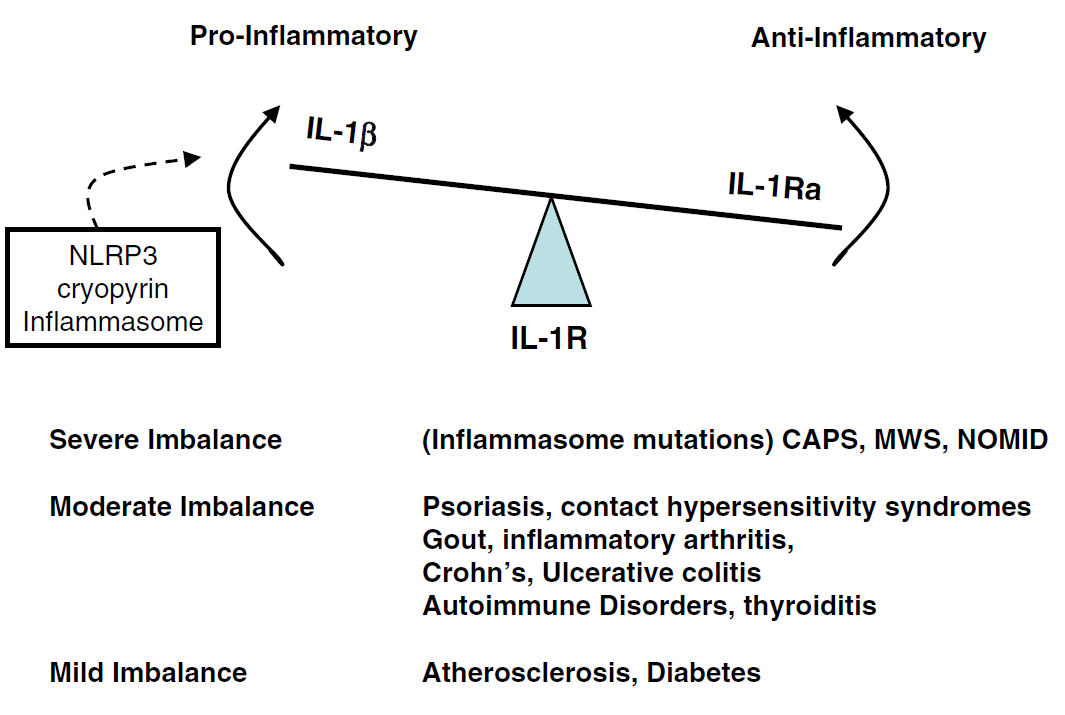 Pro-Inflammatory
Anti-Inflammatory
IL-1β
IL-1Ra
NLRP3
cryopyrin
Inflammasome
IL-1R
Severe Imbalance (Inflammasome mutations) CAPS, MWS, NOMID
Moderate Imbalance Psoriasis, contact hypersensitivity syndromes
Gout, inflammatory arthritis,
Crohn's, Ulcerative colitis
Autoimmune Disorders, thyroiditis
Mild Imbalance Atherosclerosis, Diabetes